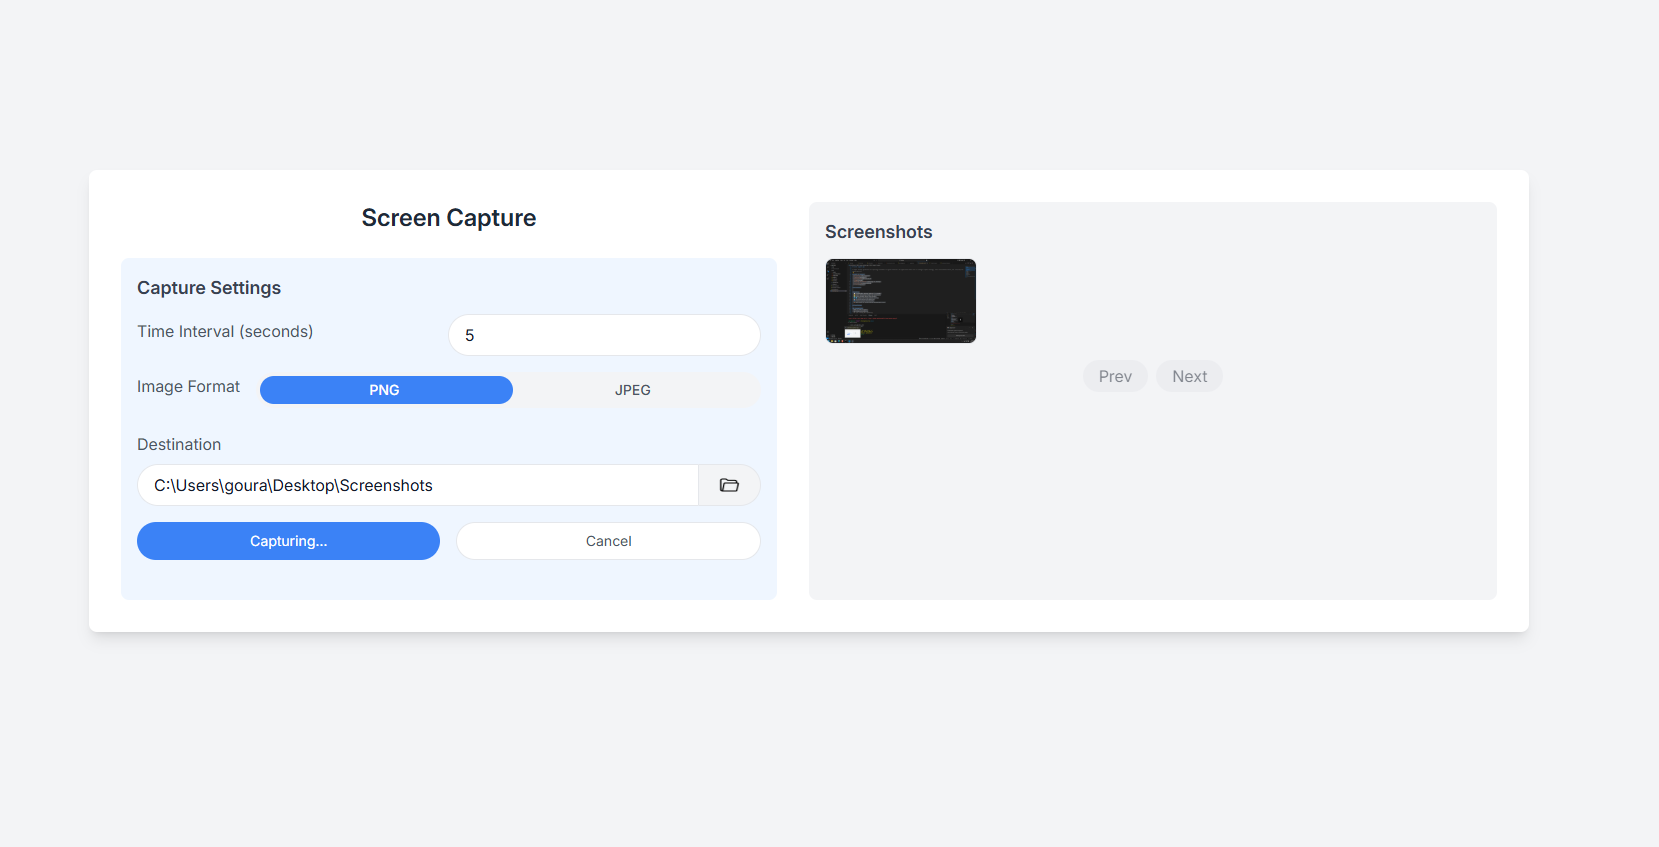 Screen Capture
Capture Settings
Time Interval (seconds)
5
Image Format
PNG
JPEG
Destination
C:\Users\goura\Desktop\Screenshots
Capturing...
Cancel
Screenshots
Prev
Next